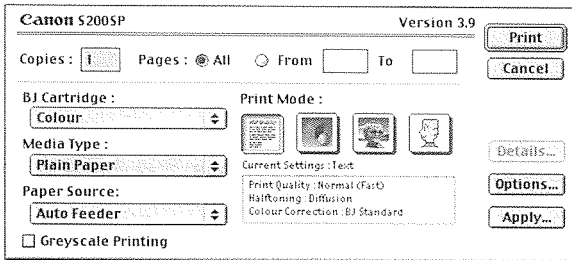 Canon S200SP Version 3.9
Print
Copies : 1 Pages : All From To
Cancel
BJ Cartridge : Print Mode :
Colour
Media Type :
Plain Paper Current Settings :Text Details...
Print Quality :Normal (Fast)
Paper Source: Halftoning :Diffusion Options...
Colour Correction :BJ Standard
Auto Feeder Apply...
Greyscale Printing